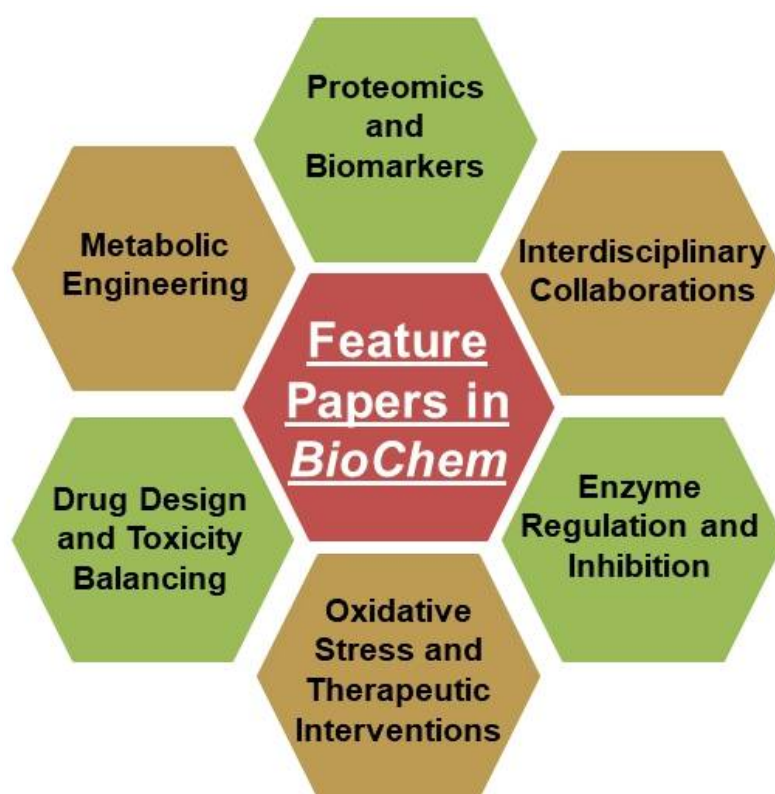 Proteomics
and
Biomarkers
Metabolic
Engineering
Interdisciplinary
Collaborations
Feature
Papers in
BioChem
Drug Design
and Toxicity
Balancing
Enzyme
Regulation and
Inhibition
Oxidative
Stress and
Therapeutic
Interventions